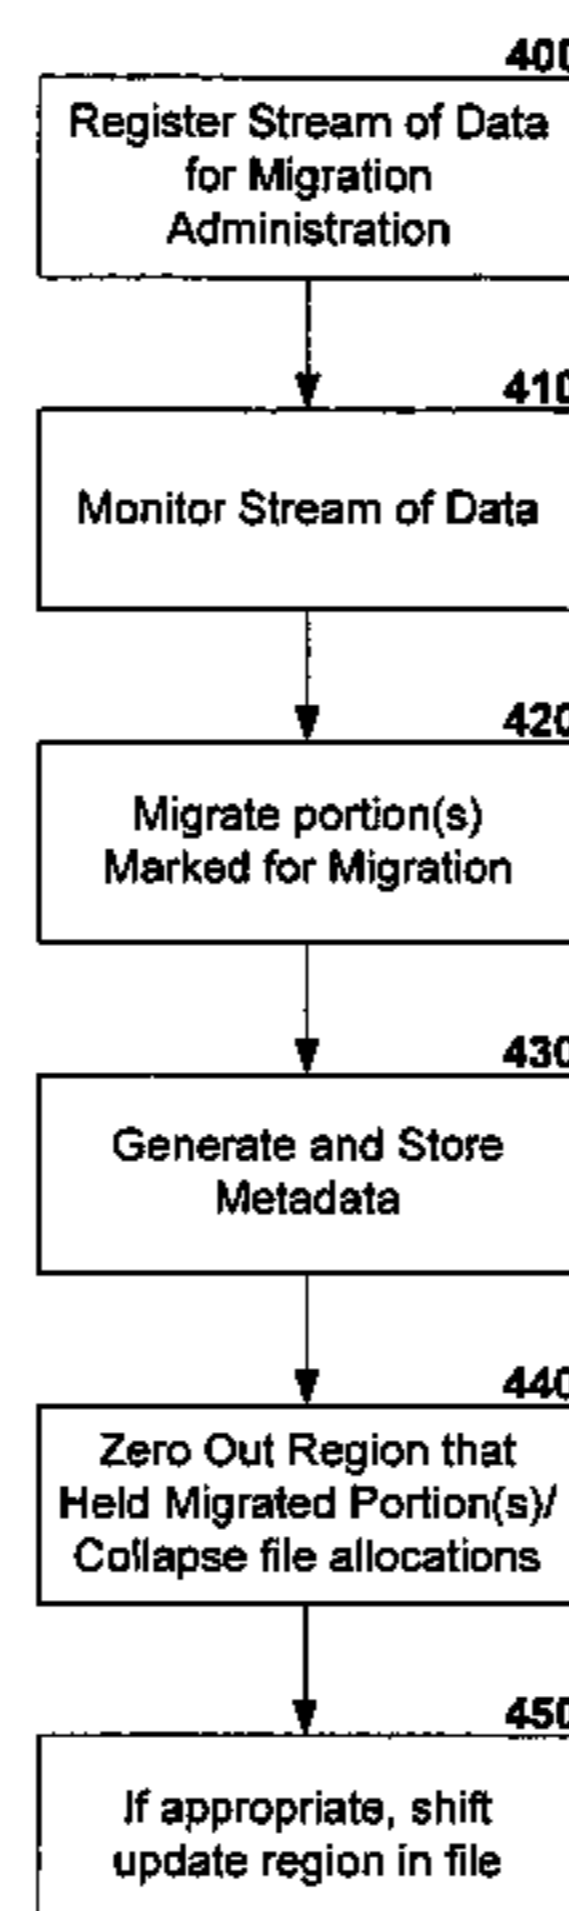 400
Register Stream of Data
for Migration
Administration
410
Monitor Stream of Data
420
Migrate portion(s)
Marked for Migration
430
Generate and Store
Metadata
440
Zero Out Region that
Held Migrated Portion(s)/
Collapse file allocations
450
If appropriate, shift
update region in file